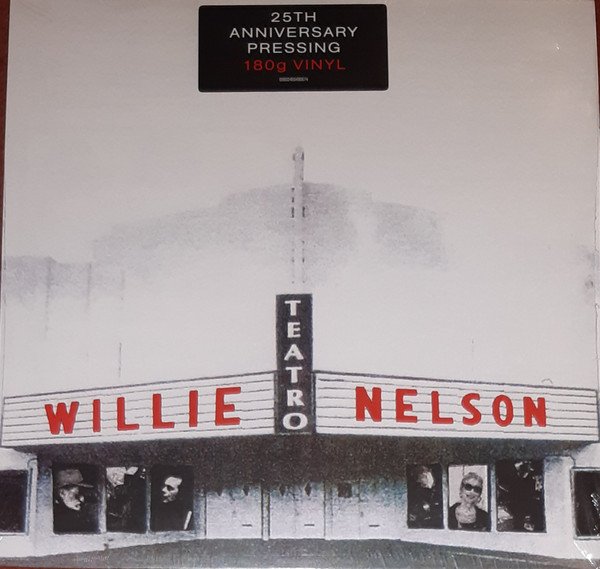 25TH
ANNIVERSARY
PRESSING
180g VINYL
TEATRO
WILLIE NELSON